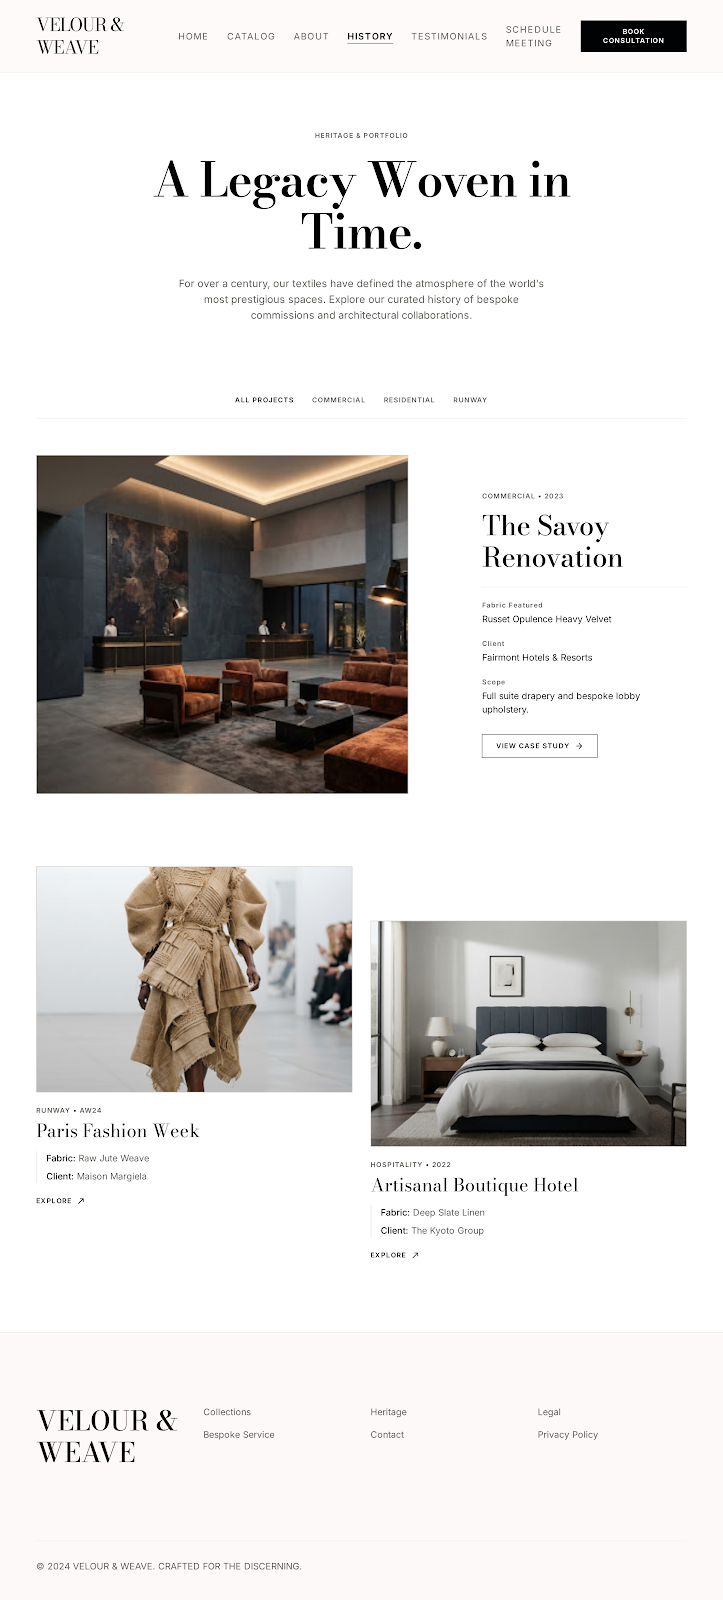 VELOUR &
WEAVE
HOME
CATALOG
ABOUT
HISTORY
TESTIMONIALS
SCHEDULE
MEETING
BOOK
CONSULTATION
HERITAGE & PORTFOLIO
A Legacy Woven in
Time.
For over a century, our textiles have defined the atmosphere of the world's
most prestigious spaces. Explore our curated history of bespoke
commissions and architectural collaborations.
ALL PROJECTS
COMMERCIAL
RESIDENTIAL
RUNWAY
COMMERCIAL • 2023
The Savoy
Renovation
Fabric Featured
Russet Opulence Heavy Velvet
Client
Fairmont Hotels & Resorts
Scope
Full suite drapery and bespoke lobby
upholstery.
VIEW CASE STUDY →
RUNWAY • AW24
Paris Fashion Week
Fabric: Raw Jute Weave
Client: Maison Margiela
EXPLORE ↗
HOSPITALITY • 2022
Artisanal Boutique Hotel
Fabric: Deep Slate Linen
Client: The Kyoto Group
EXPLORE ↗
VELOUR &
WEAVE
Collections
Bespoke Service
Heritage
Contact
Legal
Privacy Policy
© 2024 VELOUR & WEAVE. CRAFTED FOR THE DISCERNING.